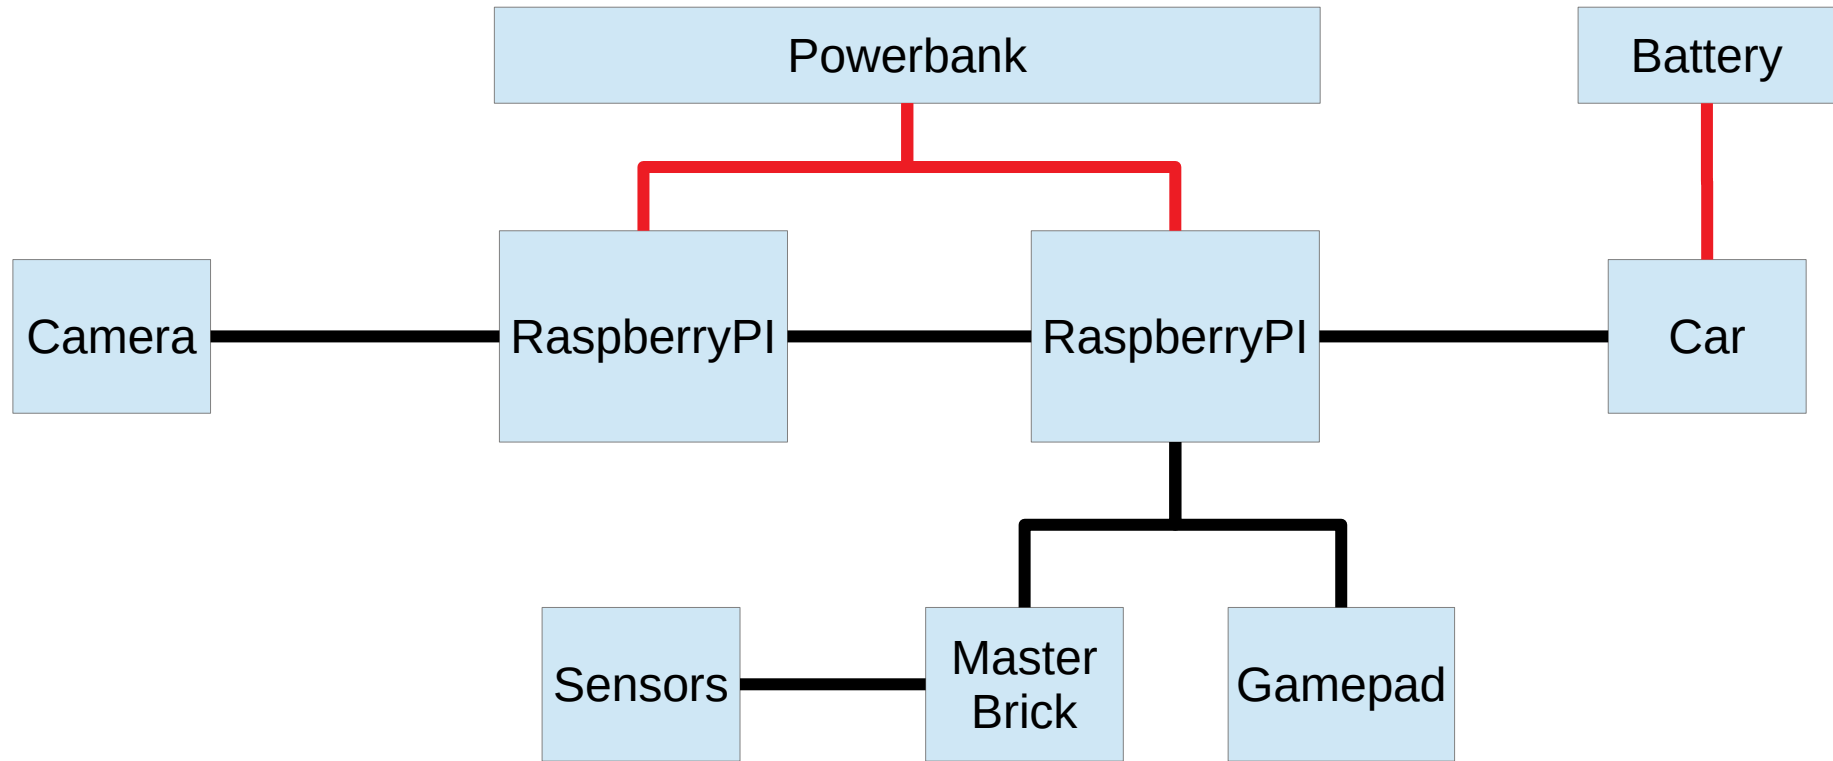 Powerbank
Battery
Camera
RaspberryPI
RaspberryPI
Car
Sensors
Master
Brick
Gamepad